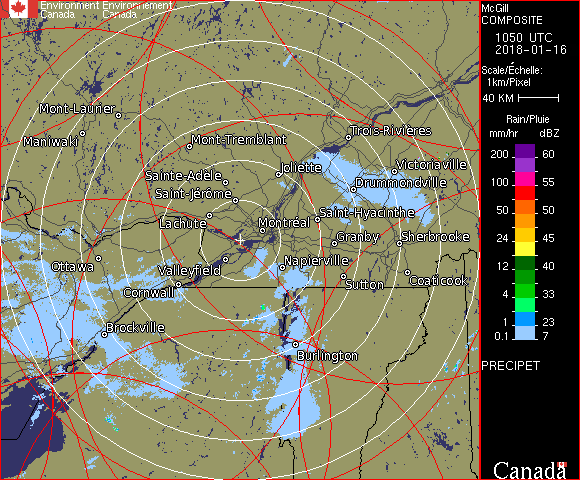 Environment Environnement
Canada Canada
McGill
COMPOSITE
1050 UTC
2018-01-16
Scale/Échelle:
1km/Pixel
40 KM
Rain/Pluie
mm/hr dBZ
200 60
100 55
50 50
24 45
12 40
4 33
1 23
0.1 7
PRECIPET
Canada
Mont-Laurier
Maniwaki
Mont-Tremblant
Trois-Rivières
Sainte-Adèle
Joliette
Victoriaville
Saint-Jérôme
Drummondville
Lachute
Montréal
Saint-Hyacinthe
Granby
Sherbrooke
Ottawa
Valleyfield
Napierville
Cornwall
Sutton
Coaticook
Brockville
Burlington